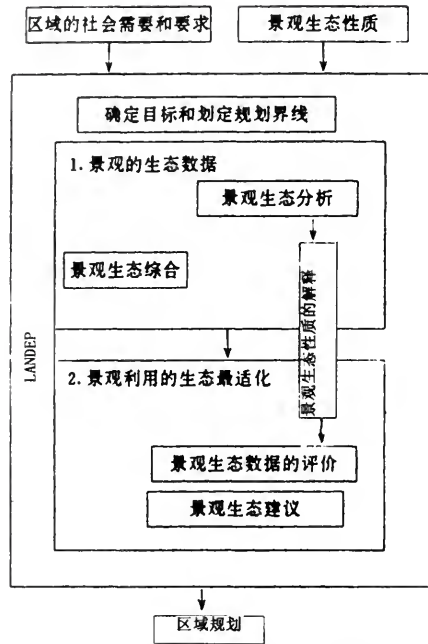 区域的社会需要和要求
景观生态性质
确定目标和划定规划界线
1.景观的生态数据
景观生态分析
景观生态综合
景观生态性质的解释
LANDEP
2.景观利用的生态最适化
景观生态数据的评价
景观生态建议
区域规划